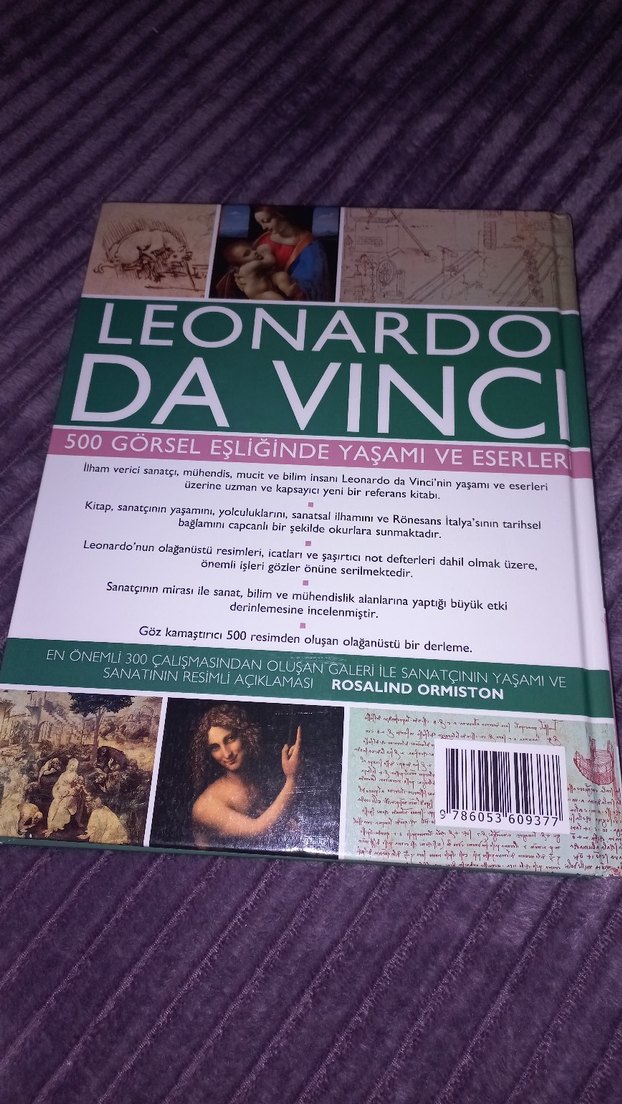 LEONARDO
DA VINCI
500 GÖRSEL EŞLİĞİNDE YAŞAMI VE ESERLERİ
İlham verici sanatçı, mühendis, mucit ve bilim insanı Leonardo da Vinci'nin yaşamı ve eserleri
üzerine uzman ve kapsayıcı yeni bir referans kitabı.
Kitap, sanatçının yaşamını, yolculuklarını, sanatsal ilhamını ve Rönesans İtalya'sının tarihsel
bağlamını capcanlı bir şekilde okurlara sunmaktadır.
Leonardo'nun olağanüstü resimleri, icatları ve şaşırtıcı not defterleri dahil olmak üzere,
önemli işleri gözler önüne serilmektedir.
Sanatçının mirası ile sanat, bilim ve mühendislik alanlarına yaptığı büyük etki
derinlemesine incelenmiştir.
Göz kamaştırıcı 500 resimden oluşan olağanüstü bir derleme.
EN ÖNEMLİ 300 ÇALIŞMASINDAN OLUŞAN GALERİ İLE SANATÇININ YAŞAMI VE
SANATININ RESİMLİ AÇIKLAMASI ROSALIND ORMISTON
9 786053 609377